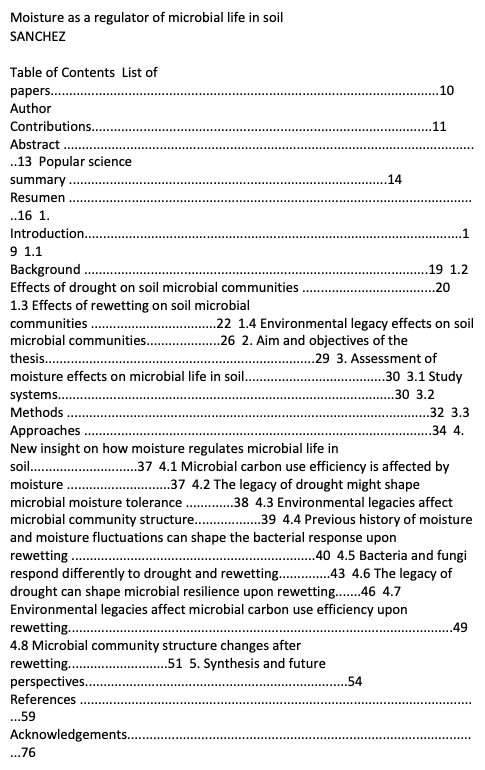 Moisture as a regulator of microbial life in soil
SANCHEZ
Table of Contents  List of
papers.....................................................................................10
Author
Contributions...........................................................................11
Abstract ..........................................................................................
..13  Popular science
summary .....................................................................14
Resumen ........................................................................................
..16  1.
Introduction...................................................................................1
9  1.1
Background ...........................................................................19  1.2
Effects of drought on soil microbial communities .............................20
1.3 Effects of rewetting on soil microbial
communities ...........................22  1.4 Environmental legacy effects on soil
microbial communities................26  2. Aim and objectives of the
thesis...........................................................29  3. Assessment of
moisture effects on microbial life in soil...............................30  3.1 Study
systems.........................................................................30  3.2
Methods ...............................................................................32  3.3
Approaches ............................................................................34  4.
New insight on how moisture regulates microbial life in
soil.......................37  4.1 Microbial carbon use efficiency is affected by
moisture ......................37  4.2 The legacy of drought might shape
microbial moisture tolerance ..........38  4.3 Environmental legacies affect
microbial community structure...............39  4.4 Previous history of moisture
and moisture fluctuations can shape the bacterial response upon
rewetting .....................................................40  4.5 Bacteria and fungi
respond differently to drought and rewetting...........43  4.6 The legacy of
drought can shape microbial resilience upon rewetting......46  4.7
Environmental legacies affect microbial carbon use efficiency upon
rewetting...................................................................................49
4.8 Microbial community structure changes after
rewetting......................51  5. Synthesis and future
perspectives.........................................................54
References ......................................................................................
...59
Acknowledgements...........................................................................
...76